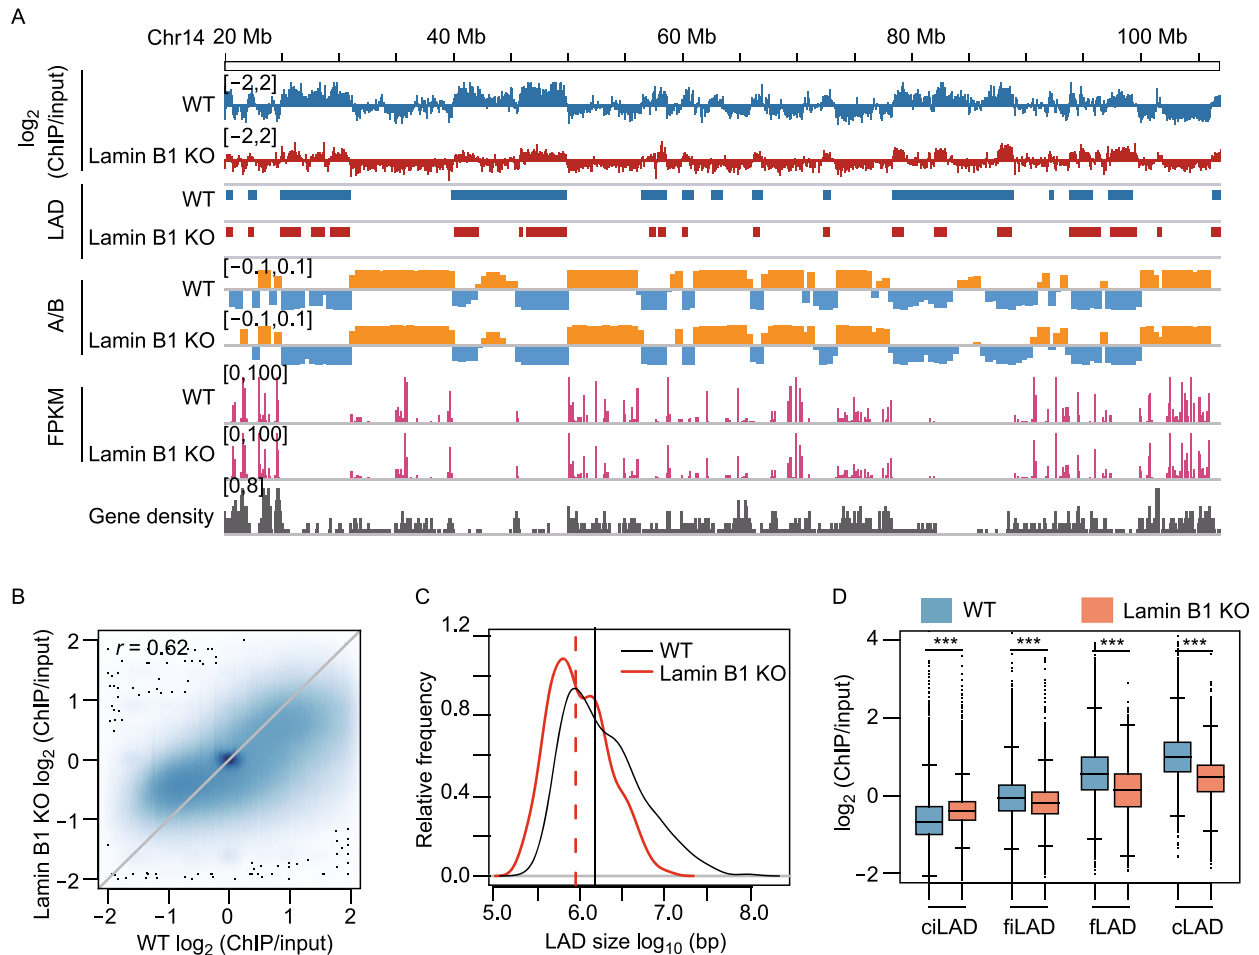 A
Chr14 20 Mb 40 Mb 60 Mb 80 Mb 100 Mb
log2 (ChIP/input)
[−2,2]
WT
[−2,2]
Lamin B1 KO
LAD
WT
Lamin B1 KO
A/B
[−0.1,0.1]
WT
[−0.1,0.1]
Lamin B1 KO
FPKM
[0,100]
WT
[0,100]
Lamin B1 KO
[0,8]
Gene density
B
r = 0.62
Lamin B1 KO log2 (ChIP/input)
2
1
0
−1
−2
−2 −1 0 1 2
WT log2 (ChIP/input)
C
Relative frequency
1.2
0.8
0.4
0.0
WT
Lamin B1 KO
5.0 6.0 7.0 8.0
LAD size log10 (bp)
D
WT Lamin B1 KO
log2 (ChIP/input)
4
2
0
−2
*** *** *** ***
ciLAD fiLAD fLAD cLAD